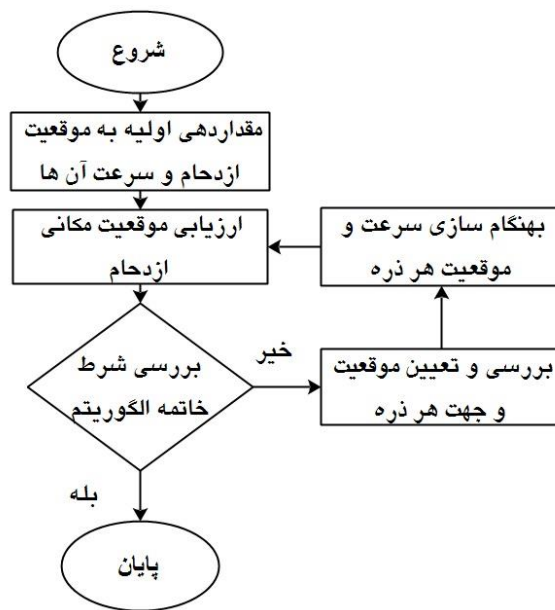 شروع
مقداردهی اولیه به موقعیت
ازدحام و سرعت آن ها
ارزیابی موقعیت مکانی
ازدحام
بهنگام سازی سرعت و
موقعیت هر ذره
بررسی شرط
خاتمه الگوریتم
خیر
بررسی و تعیین موقعیت
و جهت هر ذره
بله
پایان